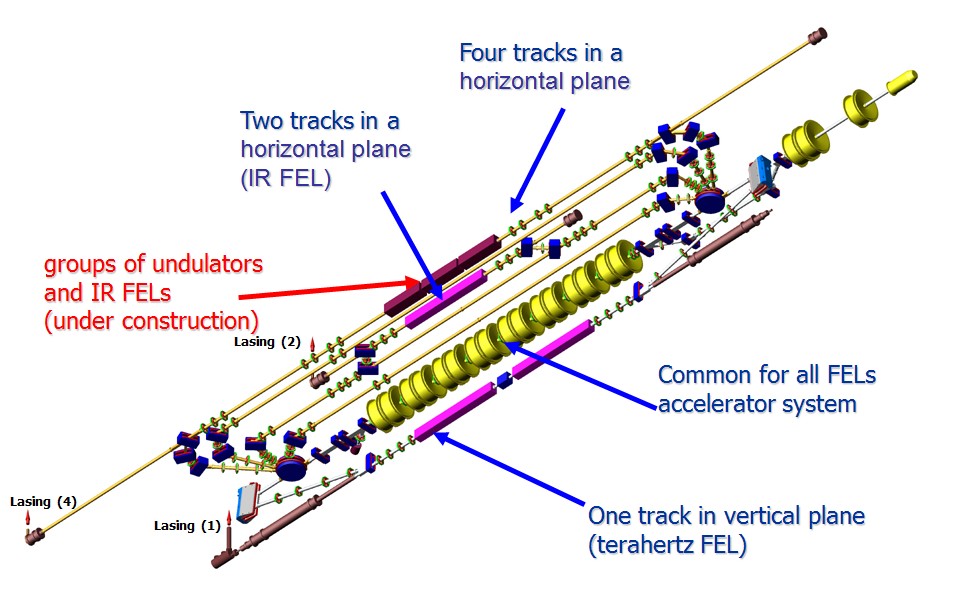 Four tracks in a
horizontal plane
Two tracks in a
horizontal plane
(IR FEL)
groups of undulators
and IR FELs
(under construction)
Lasing (2)
Common for all FELs
accelerator system
Lasing (4)
Lasing (1)
One track in vertical plane
(terahertz FEL)